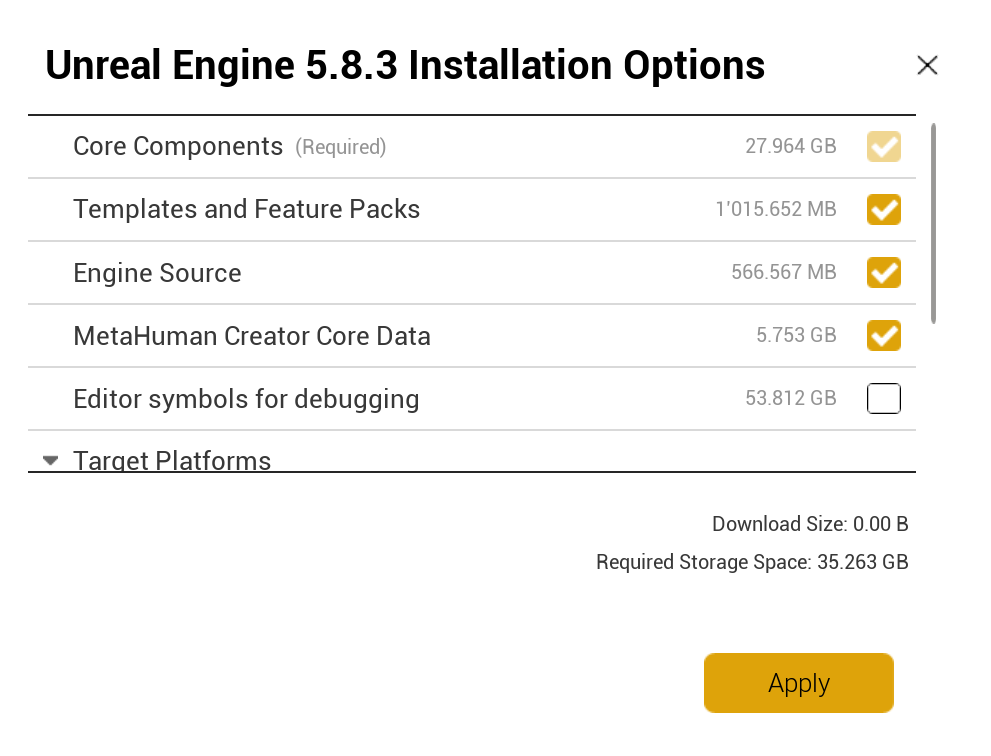 Unreal Engine 5.8.3 Installation Options
Core Components (Required) 27.964 GB
Templates and Feature Packs 1'015.652 MB
Engine Source 566.567 MB
MetaHuman Creator Core Data 5.753 GB
Editor symbols for debugging 53.812 GB
Target Platforms
Download Size: 0.00 B
Required Storage Space: 35.263 GB
Apply